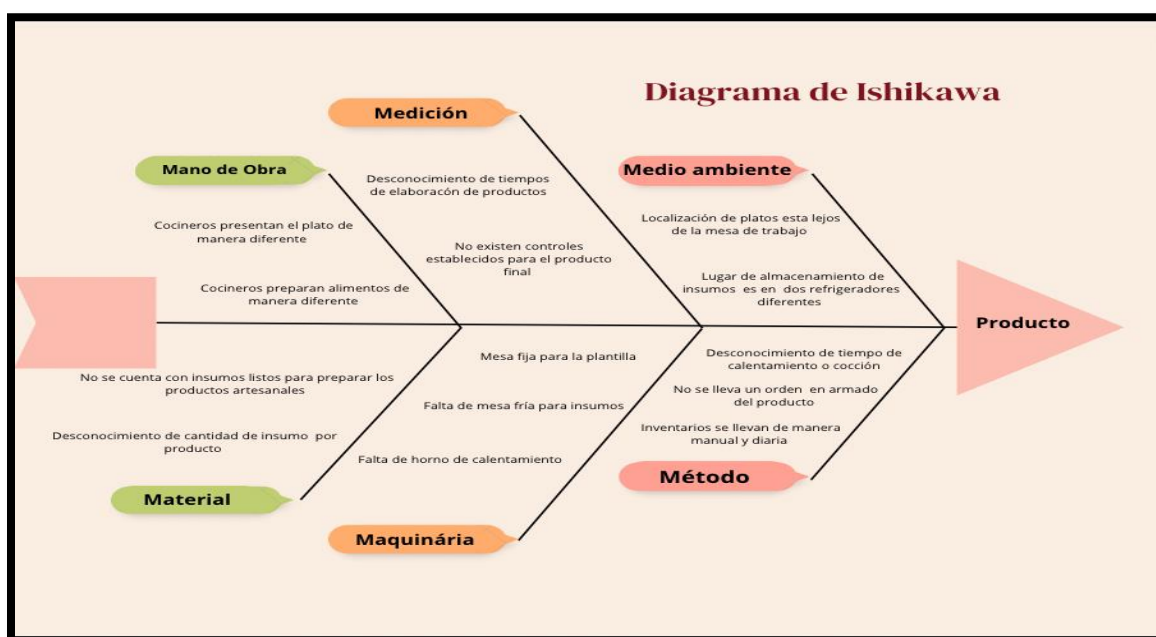 Diagrama de Ishikawa
Medición
Mano de Obra
Medio ambiente
Desconocimiento de tiempos
de elaboracón de productos
Cocineros presentan el plato de
manera diferente
Localización de platos esta lejos
de la mesa de trabajo
No existen controles
establecidos para el producto
final
Cocineros preparan alimentos de
manera diferente
Lugar de almacenamiento de
insumos es en dos refrigeradores
diferentes
Producto
Mesa fija para la plantilla
Desconocimiento de tiempo de
calentamiento o cocción
No se cuenta con insumos listos para preparar los
productos artesanales
No se lleva un orden en armado
del producto
Falta de mesa fría para insumos
Desconocimiento de cantidad de insumo por
producto
Inventarios se llevan de manera
manual y diaria
Falta de horno de calentamiento
Método
Material
Maquinária